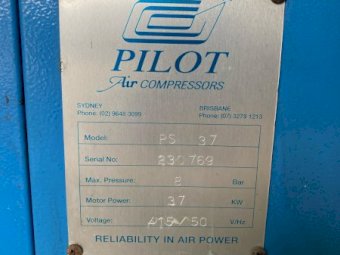 PILOT
Air COMPRESSORS
SYDNEY BRISBANE
Phone: (02) 9648 3099 Phone: (07) 3279 1213
Model: PS 37
Serial No: 230769
Max. Pressure: 8 Bar
Motor Power: 37 KW
Voltage: 415/50 V/Hz
RELIABILITY IN AIR POWER